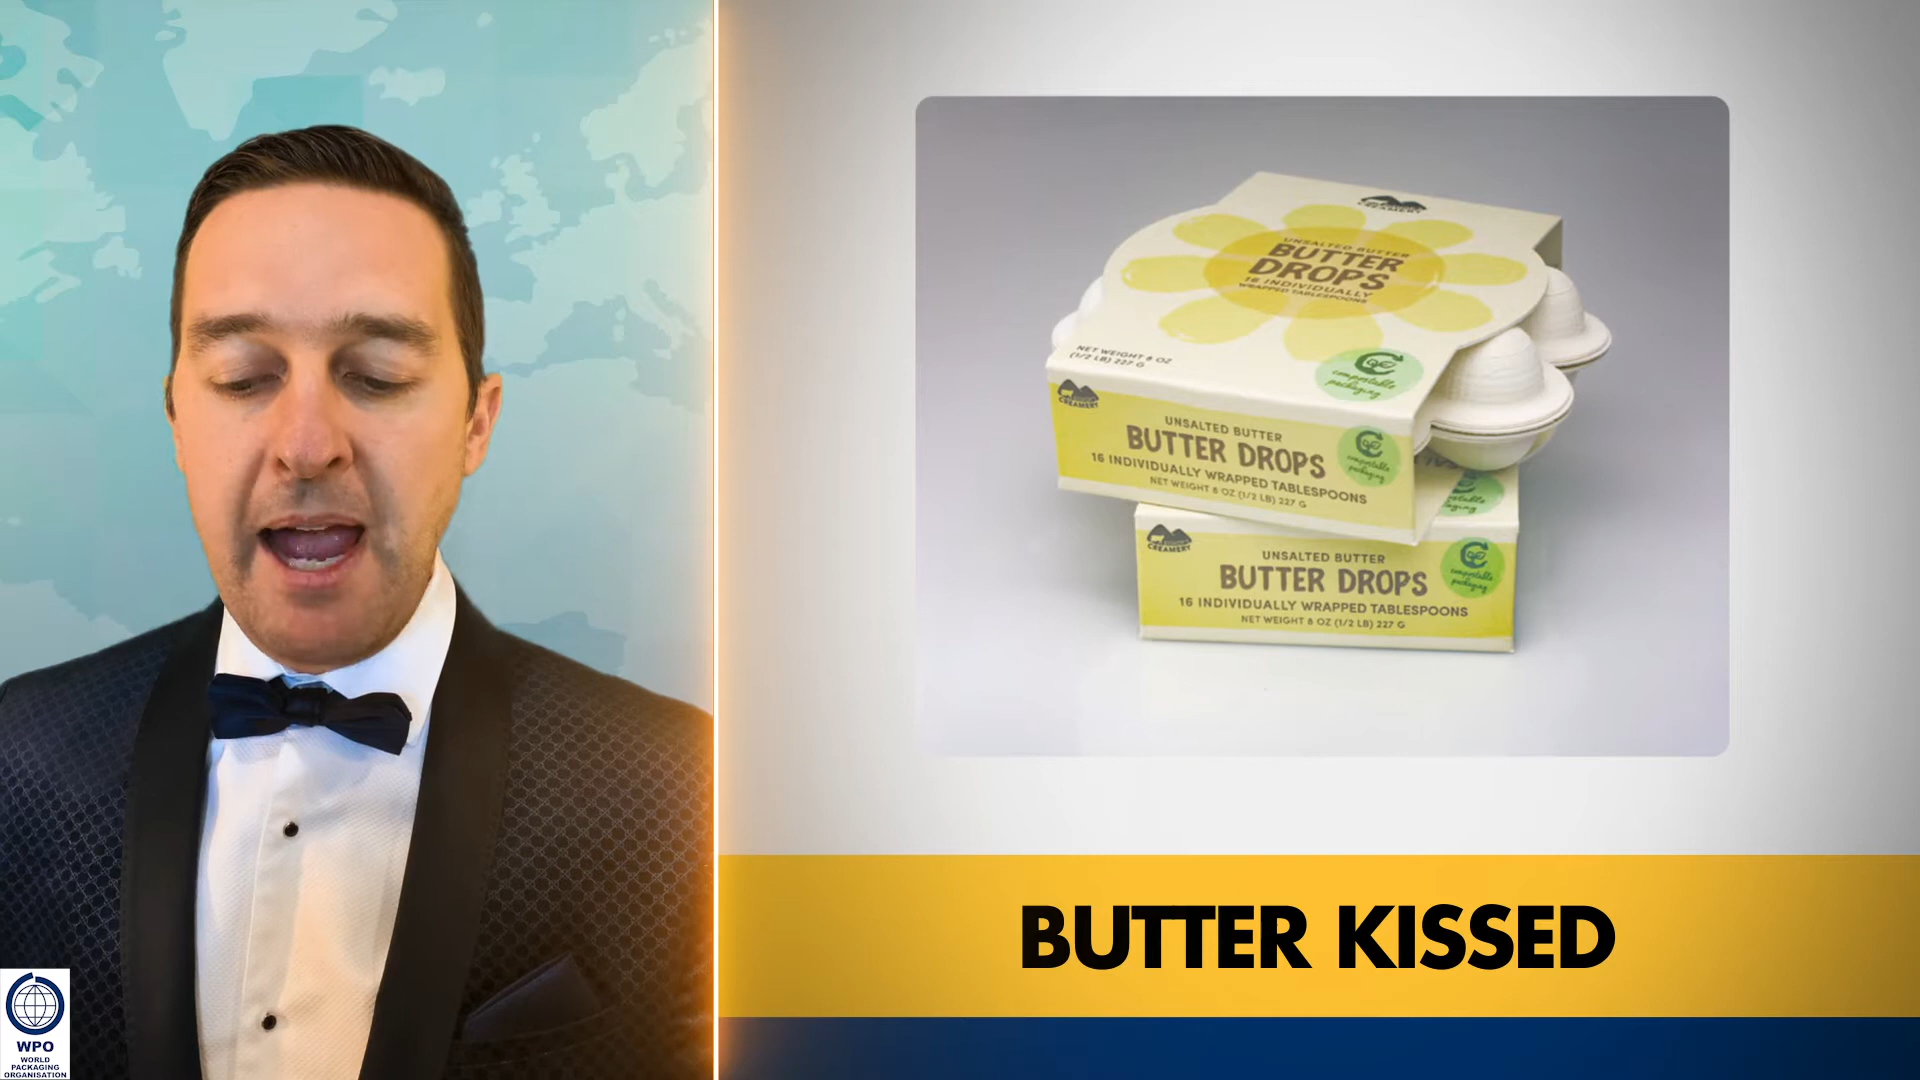 CREAMERY
UNSALTED BUTTER
BUTTER
DROPS
16 INDIVIDUALLY
WRAPPED TABLESPOONS
NET WEIGHT 8 OZ
(1/2 LB) 227 G
compostable
packaging
CREAMERY
UNSALTED BUTTER
BUTTER DROPS
16 INDIVIDUALLY WRAPPED TABLESPOONS
NET WEIGHT 8 OZ (1/2 LB) 227 G
compostable
packaging
CREAMERY
UNSALTED BUTTER
BUTTER DROPS
16 INDIVIDUALLY WRAPPED TABLESPOONS
NET WEIGHT 8 OZ (1/2 LB) 227 G
compostable
packaging
BUTTER KISSED
WPO
WORLD
PACKAGING
ORGANISATION